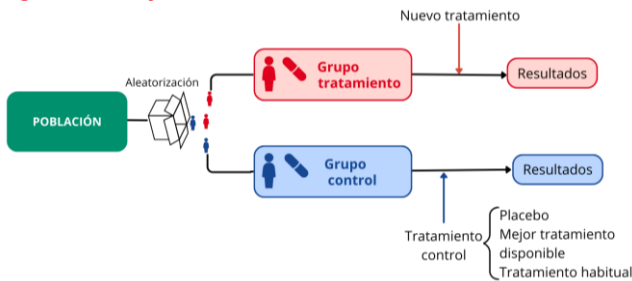 Nuevo tratamiento
Aleatorización
POBLACIÓN
Grupo
tratamiento
Resultados
Grupo
control
Resultados
Tratamiento
control
Placebo
Mejor tratamiento
disponible
Tratamiento habitual